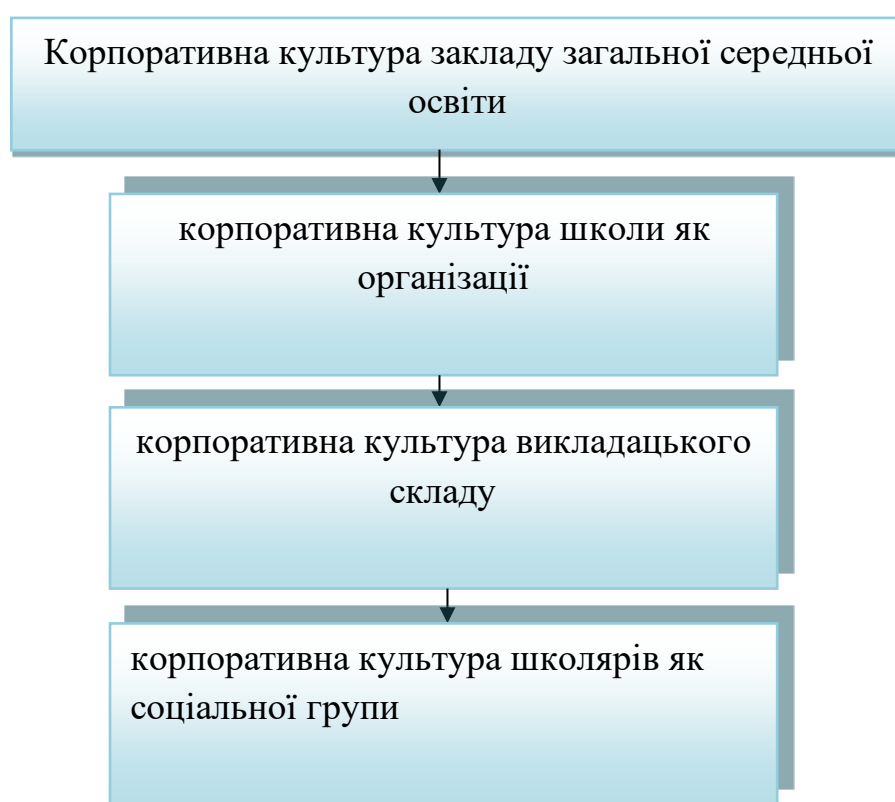 Корпоративна культура закладу загальної середньої
освіти
корпоративна культура школи як
організації
корпоративна культура викладацького
складу
корпоративна культура школярів як
соціальної групи